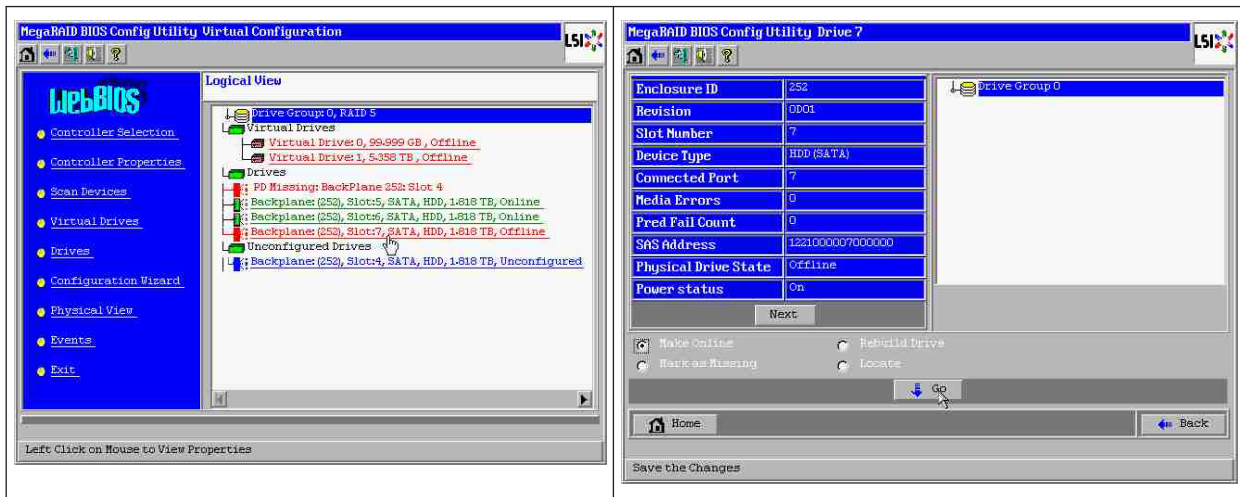 MegaRAID BIOS Config Utility Virtual Configuration
LSI
WebBIOS
Controller Selection
Controller Properties
Scan Devices
Virtual Drives
Drives
Configuration Wizard
Physical View
Events
Exit
Logical View
Drive Group: 0, RAID 5
Virtual Drives
Virtual Drive: 0, 99.999 GB, Offline
Virtual Drive: 1, 5.358 TB, Offline
Drives
PD Missing: BackPlane 252: Slot 4
Backplane: (252), Slot:5, SATA, HDD, 1.818 TB, Online
Backplane: (252), Slot:6, SATA, HDD, 1.818 TB, Online
Backplane: (252), Slot:7, SATA, HDD, 1.818 TB, Offline
Unconfigured Drives
Backplane: (252), Slot:4, SATA, HDD, 1.818 TB, Unconfigured
Left Click on Mouse to View Properties
MegaRAID BIOS Config Utility Drive 7
LSI
Enclosure ID 252
Revision 0D01
Slot Number 7
Device Type HDD (SATA)
Connected Port 7
Media Errors 0
Pred Fail Count 0
SAS Address 1221000007000000
Physical Drive State Offline
Power status On
Next
Drive Group 0
Make Online
Rebuild Drive
Mark as Missing
Locate
Go
Home
Back
Save the Changes